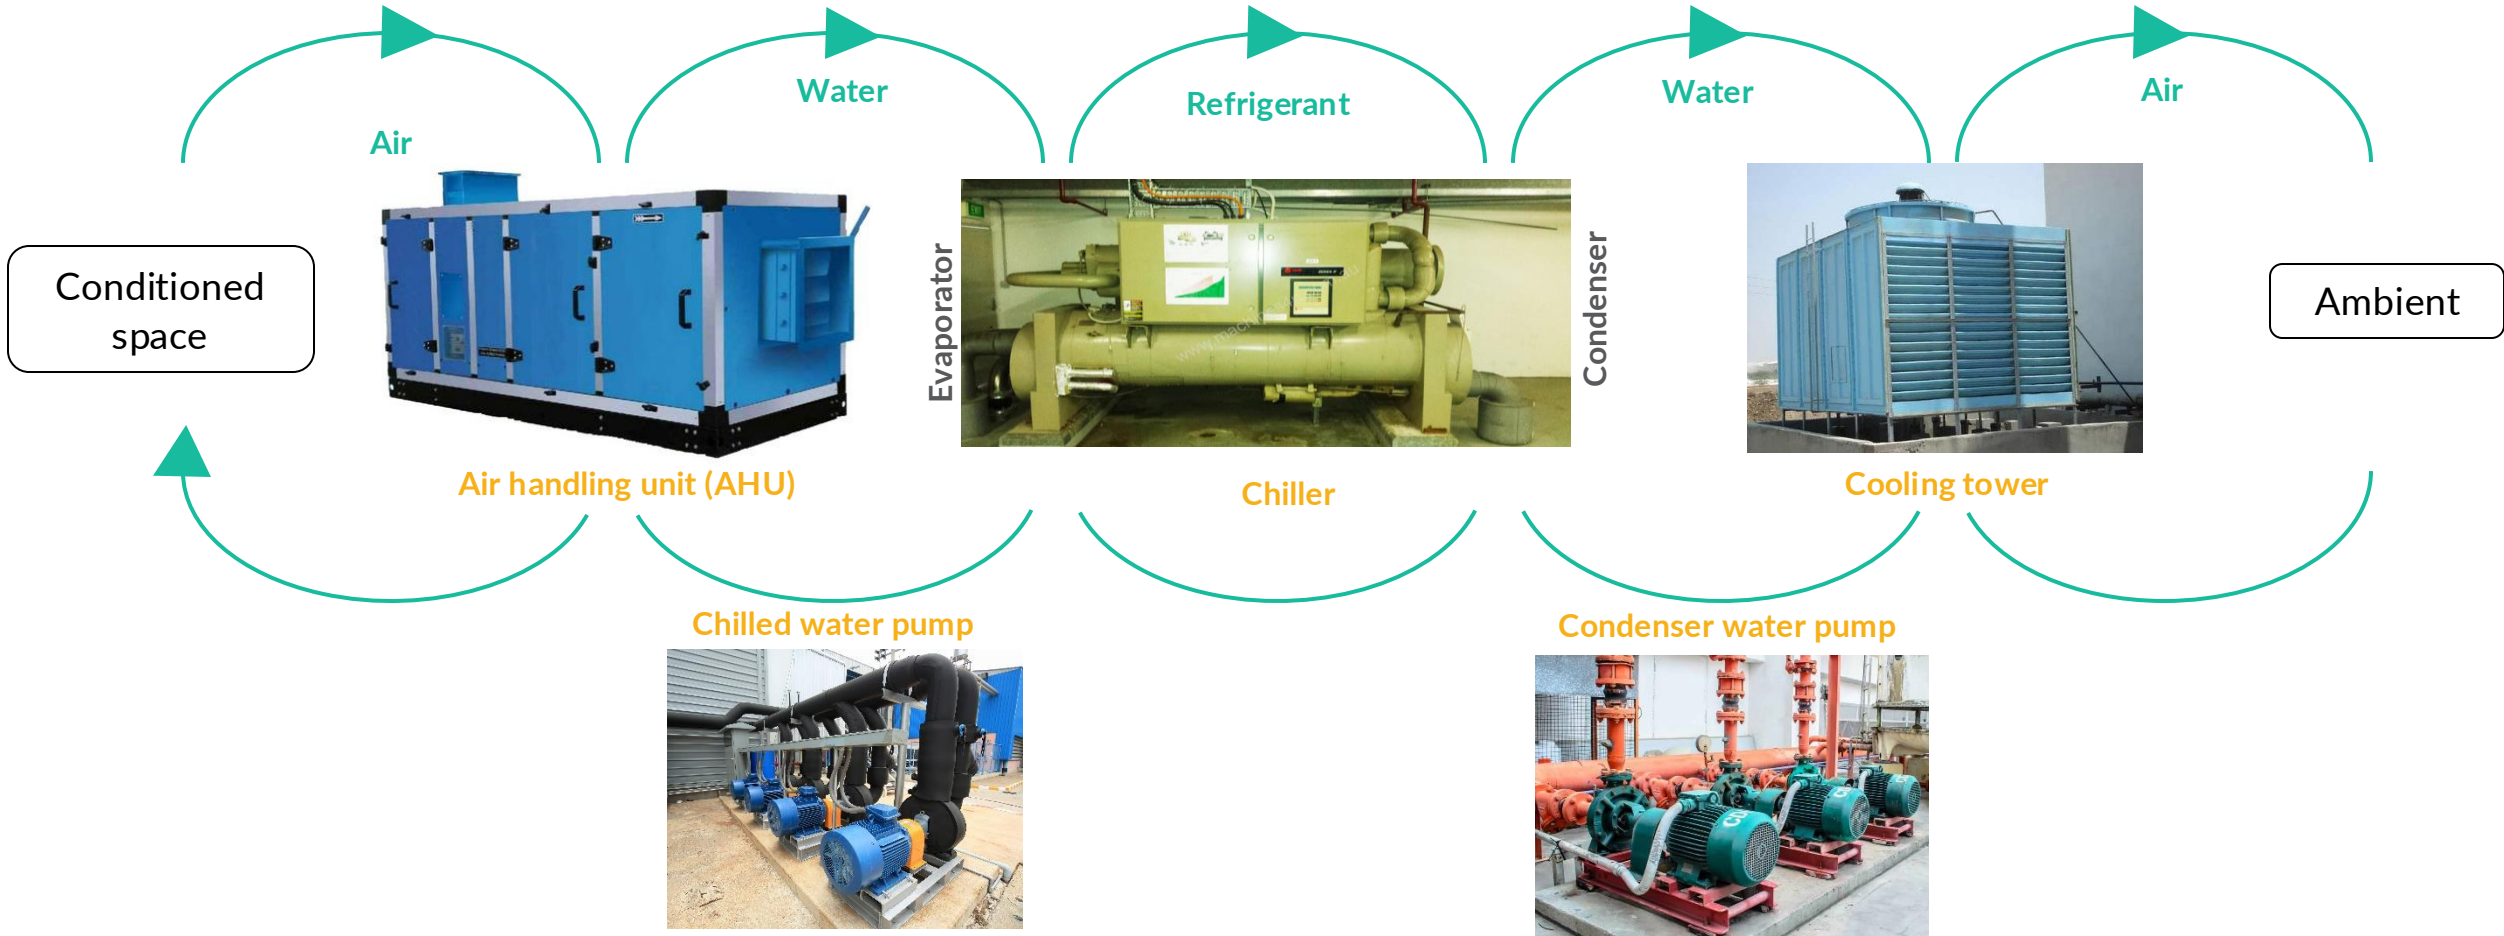 Water
Refrigerant
Water
Air
Air
Conditioned
space
Evaporator
Condenser
Ambient
Air handling unit (AHU)
Chiller
Cooling tower
Chilled water pump
Condenser water pump